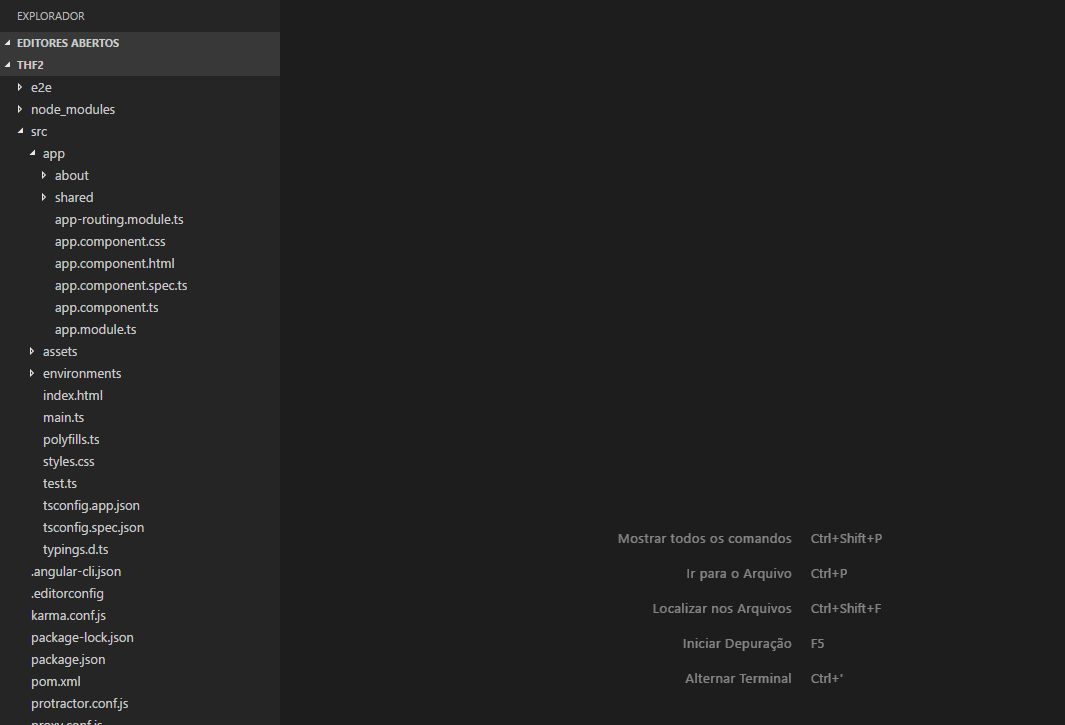 EXPLORADOR
EDITORES ABERTOS
THF2
e2e
node_modules
src
app
about
shared
app-routing.module.ts
app.component.css
app.component.html
app.component.spec.ts
app.component.ts
app.module.ts
assets
environments
index.html
main.ts
polyfills.ts
styles.css
test.ts
tsconfig.app.json
tsconfig.spec.json
typings.d.ts
.angular-cli.json
.editorconfig
karma.conf.js
package-lock.json
package.json
pom.xml
protractor.conf.js
proxy.conf.js
Mostrar todos os comandos Ctrl+Shift+P
Ir para o Arquivo Ctrl+P
Localizar nos Arquivos Ctrl+Shift+F
Iniciar Depuração F5
Alternar Terminal Ctrl+'